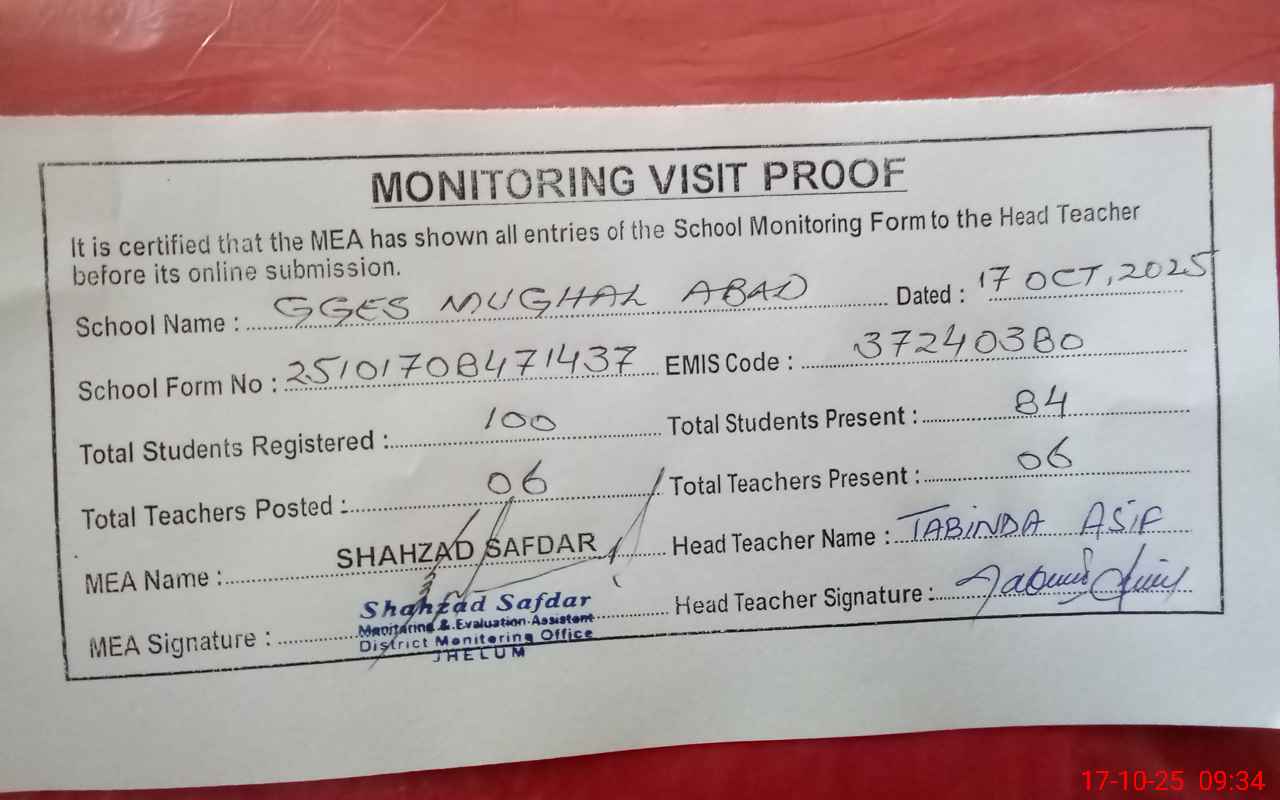 MONITORING VISIT PROOF
It is certified that the MEA has shown all entries of the School Monitoring Form to the Head Teacher
before its online submission.
School Name : GGES MUGHAL ABAD Dated : 17 OCT, 2025
School Form No : 25101708471437 EMIS Code : 37240380
Total Students Registered : 100 Total Students Present : 84
Total Teachers Posted : 06 Total Teachers Present : 06
MEA Name : SHAHZAD SAFDAR Head Teacher Name : TABINDA ASIF
MEA Signature : Head Teacher Signature :
Shahzad Safdar
Monitoring & Evaluation Assistent
District Monitoring Office
JHELUM
17-10-25 09:34